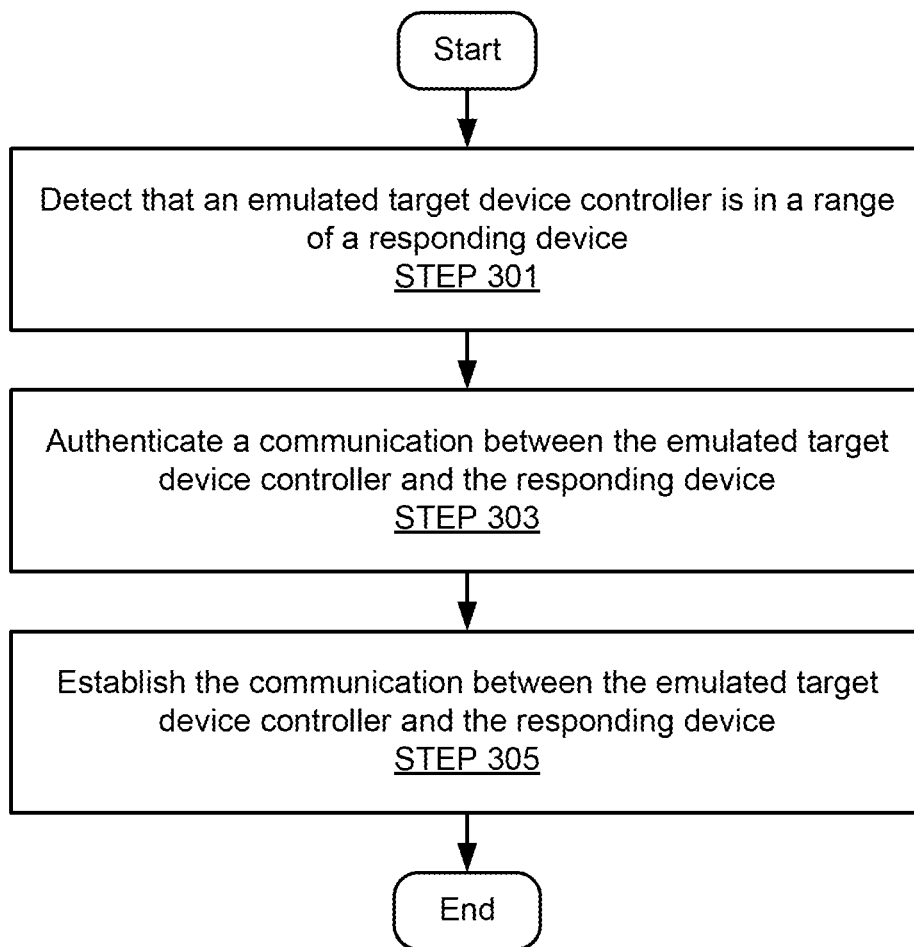 Start
Detect that an emulated target device controller is in a range
of a responding device
STEP 301
Authenticate a communication between the emulated target
device controller and the responding device
STEP 303
Establish the communication between the emulated target
device controller and the responding device
STEP 305
End